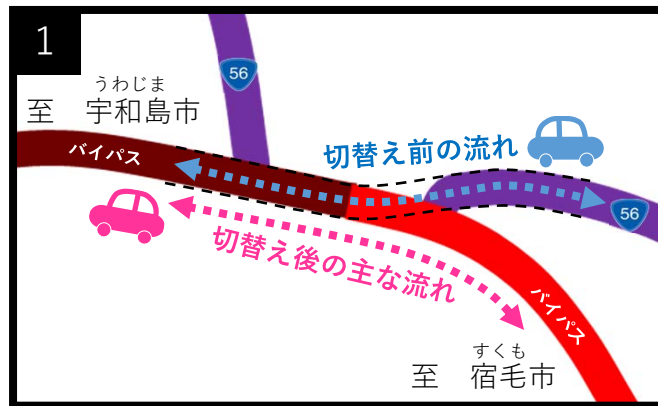 1
56
うわじま
至 宇和島市
バイパス
切替え前の流れ
56
切替え後の主な流れ
バイパス
すくも
至 宿毛市